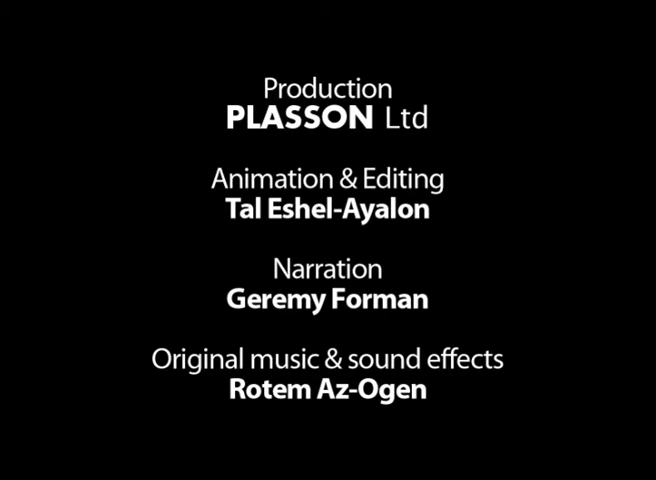 Production
PLASSON Ltd
Animation & Editing
Tal Eshel-Ayalon
Narration
Geremy Forman
Original music & sound effects
Rotem Az-Ogen